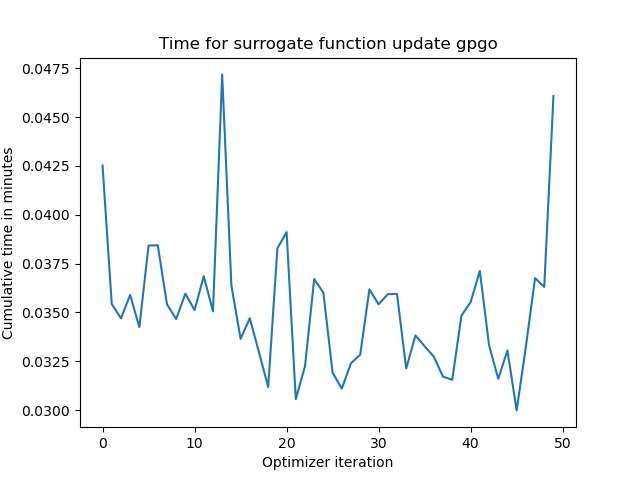 Time for surrogate function update gpgo
Cumulative time in minutes
0.0475
0.0450
0.0425
0.0400
0.0375
0.0350
0.0325
0.0300
0 10 20 30 40 50
Optimizer iteration